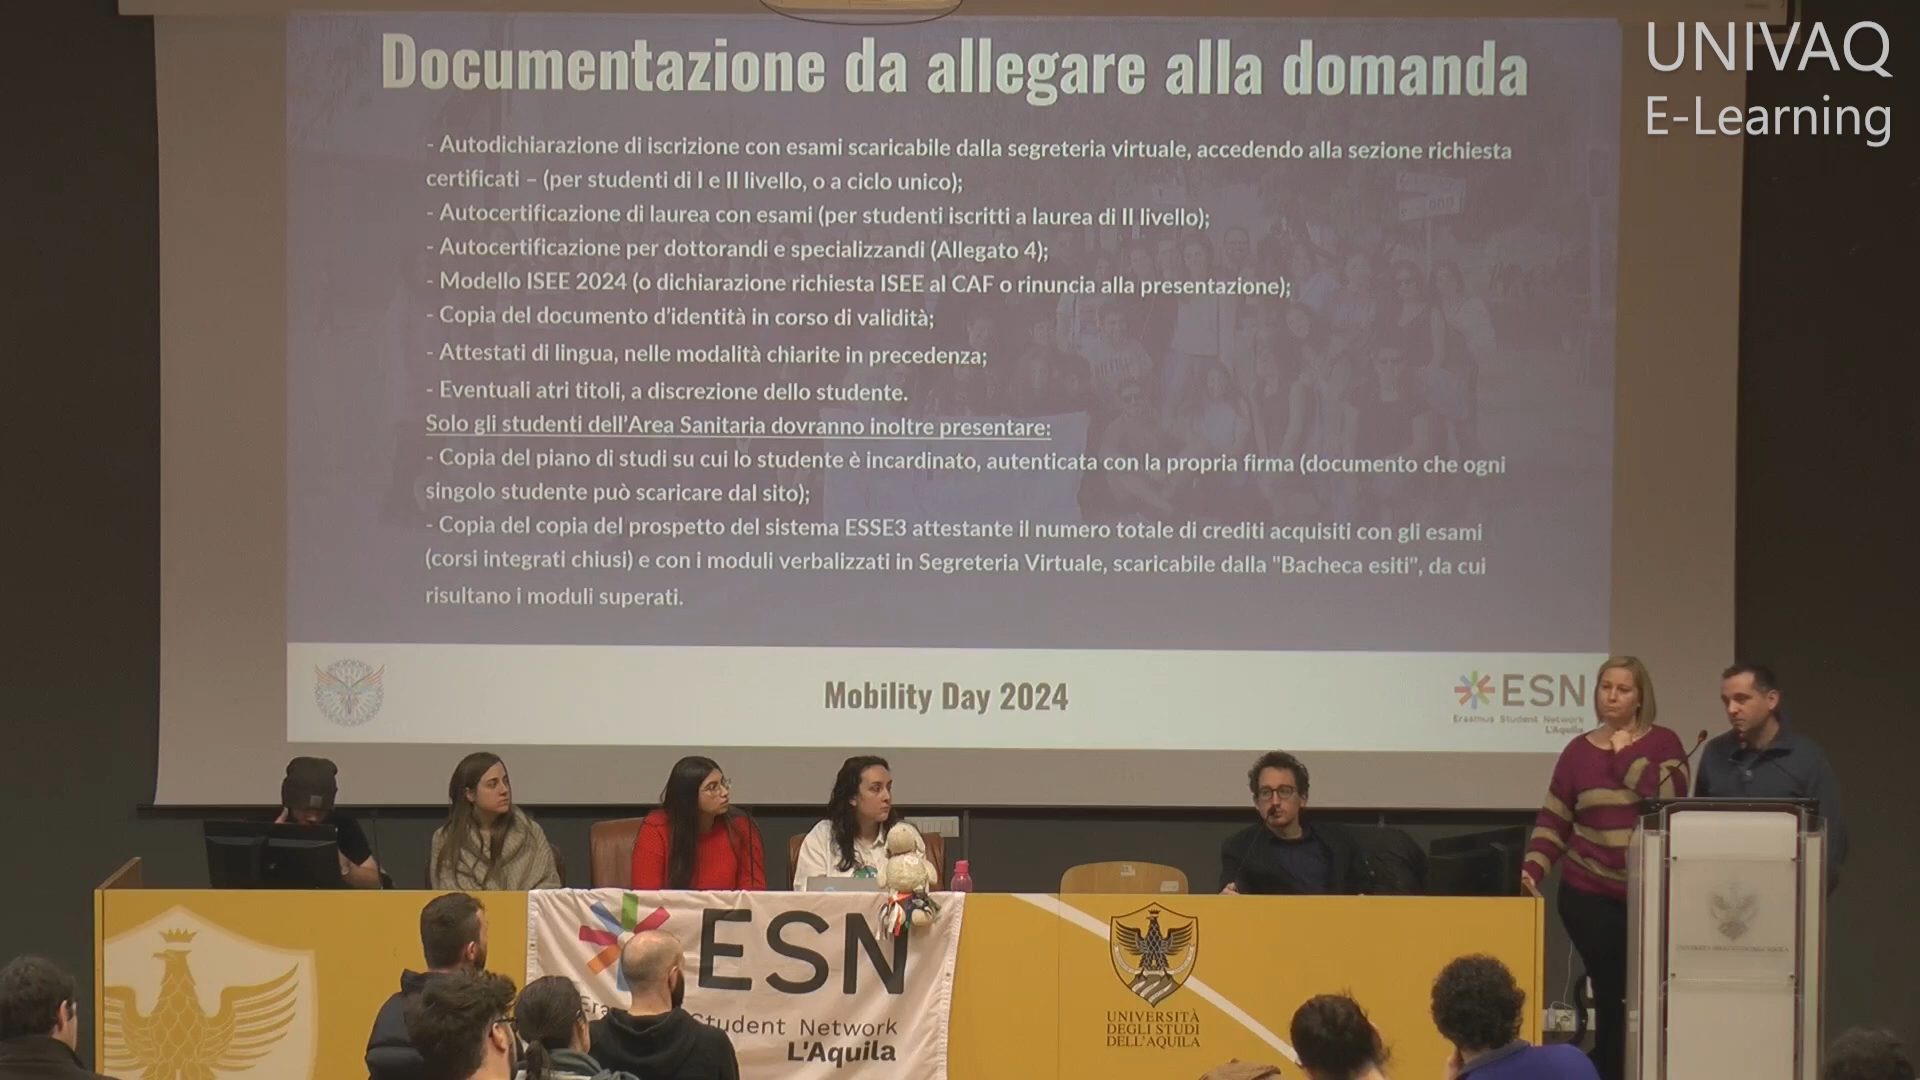 UNIVAQ
E-Learning
Documentazione da allegare alla domanda
- Autodichiarazione di iscrizione con esami scaricabile dalla segreteria virtuale, accedendo alla sezione richiesta
certificati – (per studenti di I e II livello, o a ciclo unico);
- Autocertificazione di laurea con esami (per studenti iscritti a laurea di II livello);
- Autocertificazione per dottorandi e specializzandi (Allegato 4);
- Modello ISEE 2024 (o dichiarazione richiesta ISEE al CAF o rinuncia alla presentazione);
- Copia del documento d'identità in corso di validità;
- Attestati di lingua, nelle modalità chiarite in precedenza;
- Eventuali atri titoli, a discrezione dello studente.
Solo gli studenti dell'Area Sanitaria dovranno inoltre presentare:
- Copia del piano di studi su cui lo studente è incardinato, autenticata con la propria firma (documento che ogni
singolo studente può scaricare dal sito);
- Copia del copia del prospetto del sistema ESSE3 attestante il numero totale di crediti acquisiti con gli esami
(corsi integrati chiusi) e con i moduli verbalizzati in Segreteria Virtuale, scaricabile dalla "Bacheca esiti", da cui
risultano i moduli superati.
Mobility Day 2024
ESN
Erasmus Student Network
L'Aquila
ESN
Student Network
L'Aquila
UNIVERSITÀ
DEGLI STUDI
DELL'AQUILA